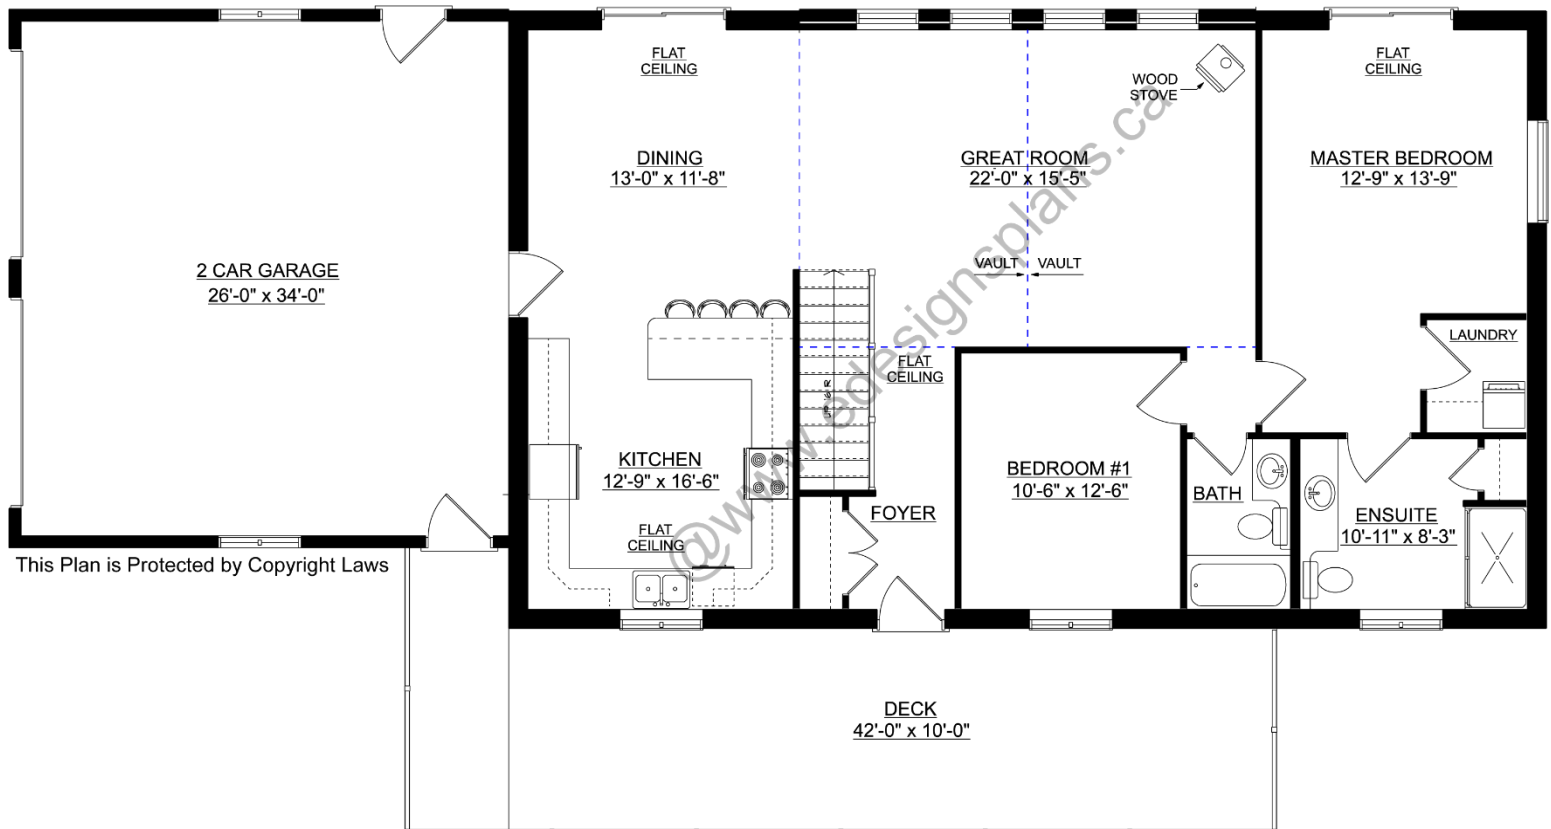 FLAT
CEILING
FLAT
CEILING
WOOD
STOVE
DINING
13'-0" x 11'-8"
GREAT ROOM
22'-0" x 15'-5"
MASTER BEDROOM
12'-9" x 13'-9"
2 CAR GARAGE
26'-0" x 34'-0"
VAULT
VAULT
LAUNDRY
FLAT
CEILING
UP 16 R
KITCHEN
12'-9" x 16'-6"
BEDROOM #1
10'-6" x 12'-6"
BATH
FOYER
ENSUITE
10'-11" x 8'-3"
FLAT
CEILING
@www.edesignsplans.ca
This Plan is Protected by Copyright Laws
DECK
42'-0" x 10'-0"